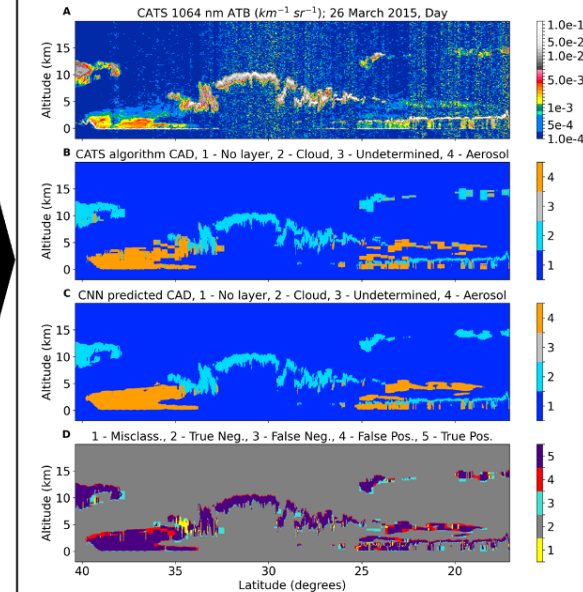 A CATS 1064 nm ATB (km⁻¹ sr⁻¹); 26 March 2015, Day
Altitude (km)
15
10
5
0
1.0e-1
5.0e-2
1.0e-2
5.0e-3
1e-3
5e-4
1.0e-4
B CATS algorithm CAD, 1 - No layer, 2 - Cloud, 3 - Undetermined, 4 - Aerosol
Altitude (km)
15
10
5
0
4
3
2
1
C CNN predicted CAD, 1 - No layer, 2 - Cloud, 3 - Undetermined, 4 - Aerosol
Altitude (km)
15
10
5
0
4
3
2
1
D 1 - Misclass., 2 - True Neg., 3 - False Neg., 4 - False Pos., 5 - True Pos.
Altitude (km)
15
10
5
0
5
4
3
2
1
40 35 30 25 20
Latitude (degrees)